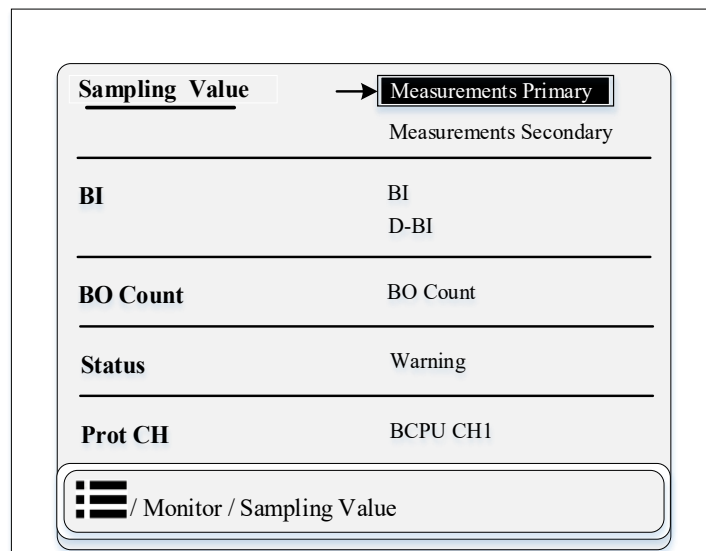 Sampling Value
Measurements Primary
Measurements Secondary
BI
BI
D-BI
BO Count
BO Count
Status
Warning
Prot CH
BCPU CH1
/ Monitor / Sampling Value